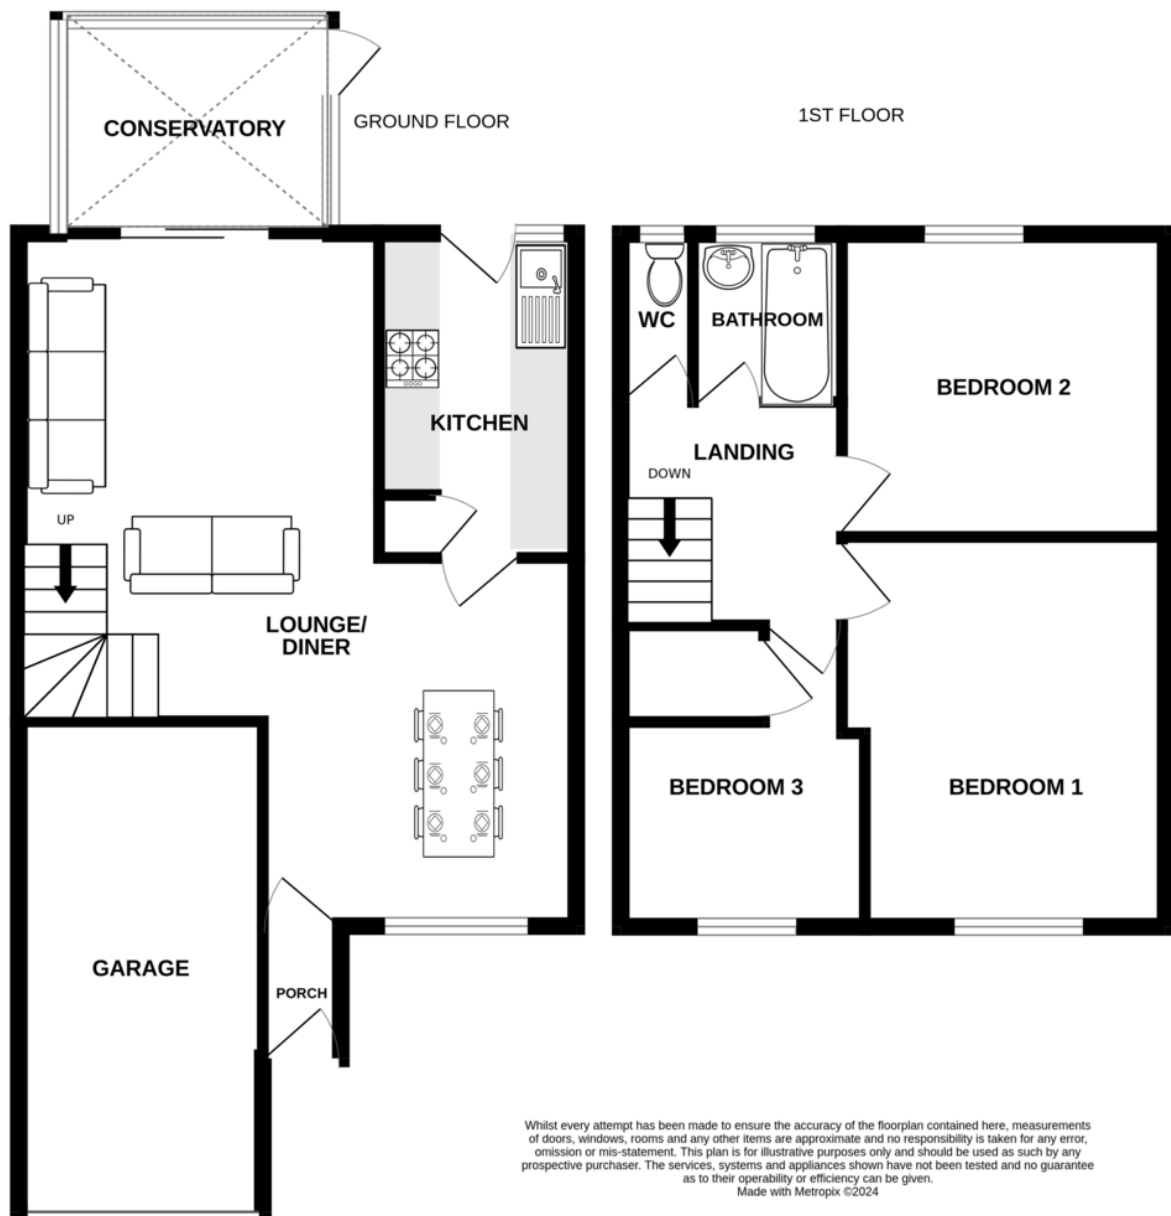 CONSERVATORY
GROUND FLOOR
KITCHEN
UP
LOUNGE/
DINER
GARAGE
PORCH
1ST FLOOR
WC
BATHROOM
BEDROOM 2
LANDING
DOWN
BEDROOM 3
BEDROOM 1
Whilst every attempt has been made to ensure the accuracy of the floorplan contained here, measurements
of doors, windows, rooms and any other items are approximate and no responsibility is taken for any error,
omission or mis-statement. This plan is for illustrative purposes only and should be used as such by any
prospective purchaser. The services, systems and appliances shown have not been tested and no guarantee
as to their operability or efficiency can be given.
Made with Metropix ©2024